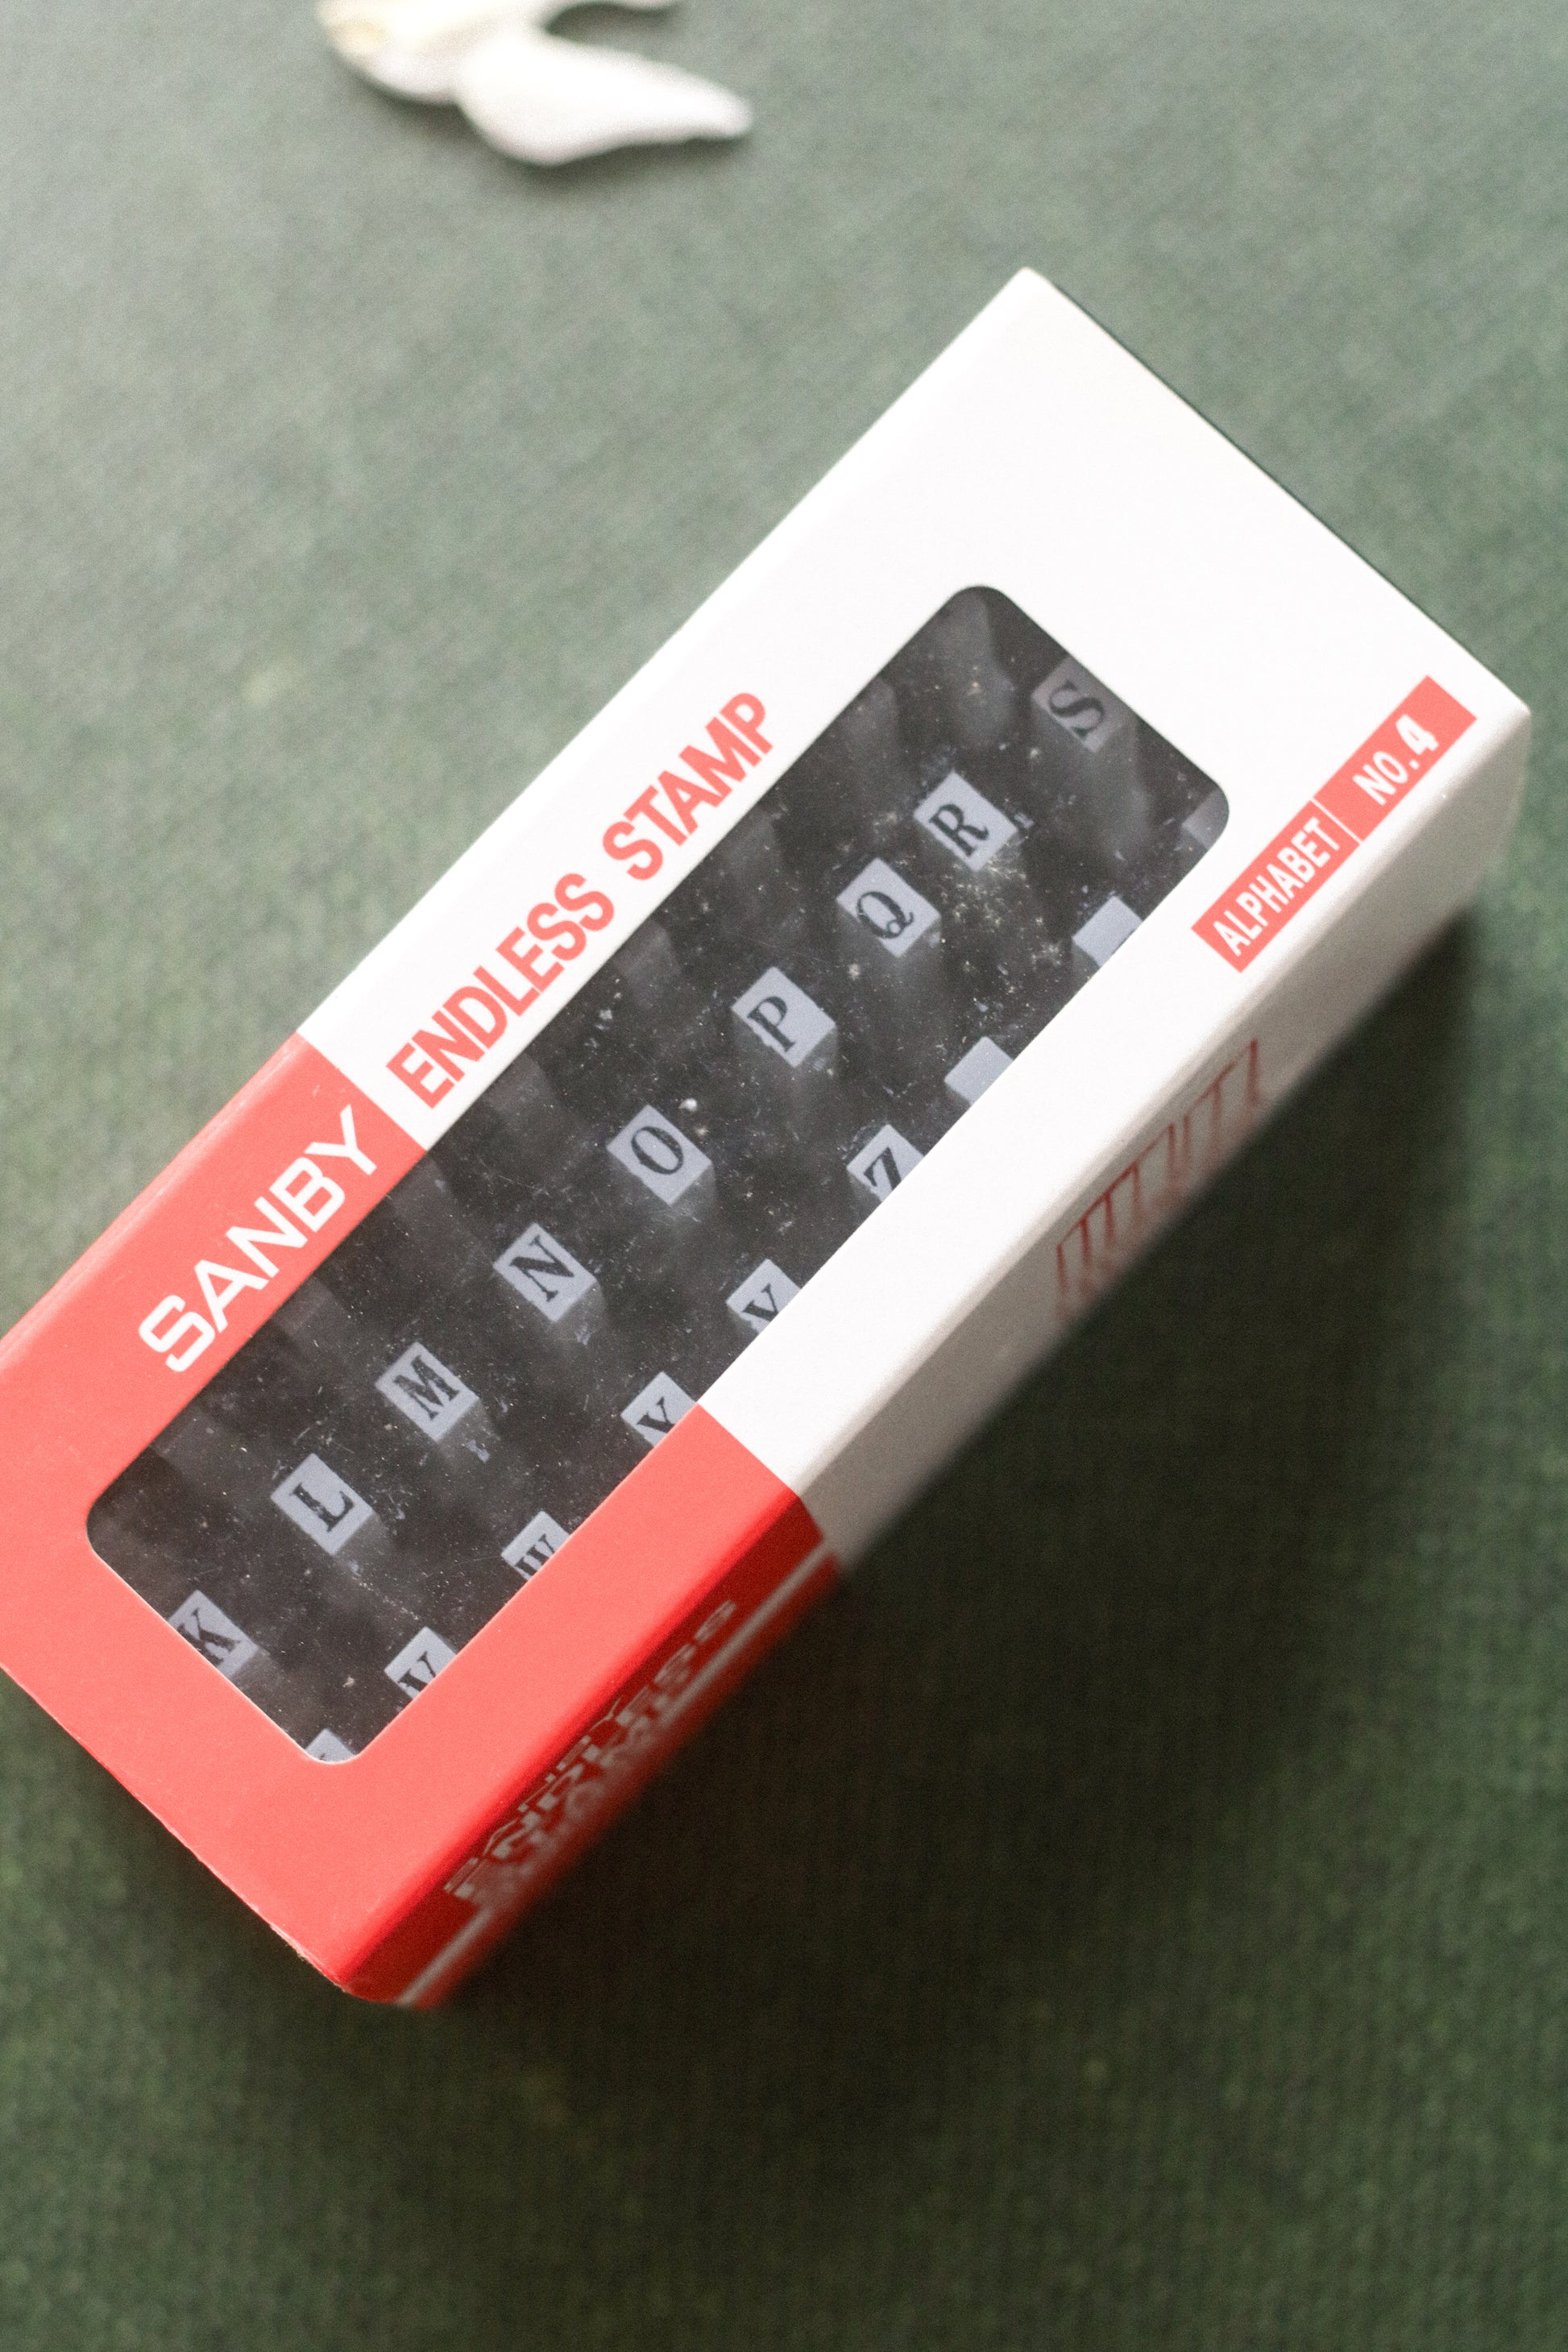 SANBY
ENDLESS STAMP
ALPHABET NO.4
K L M N O P Q R S
V W X Y Z